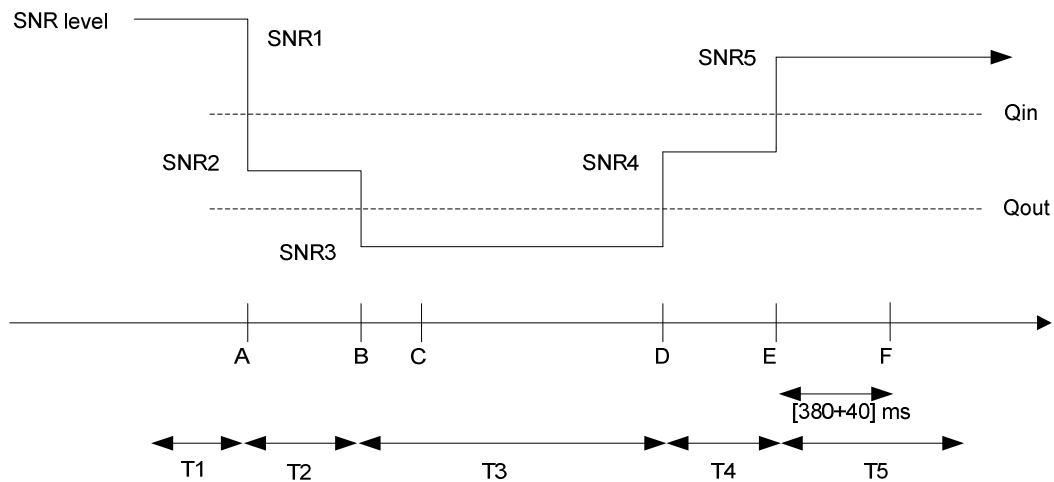 SNR level
SNR1
SNR5
Qin
SNR2
SNR4
Qout
SNR3
A B C D E F
[380+40] ms
T1 T2 T3 T4 T5